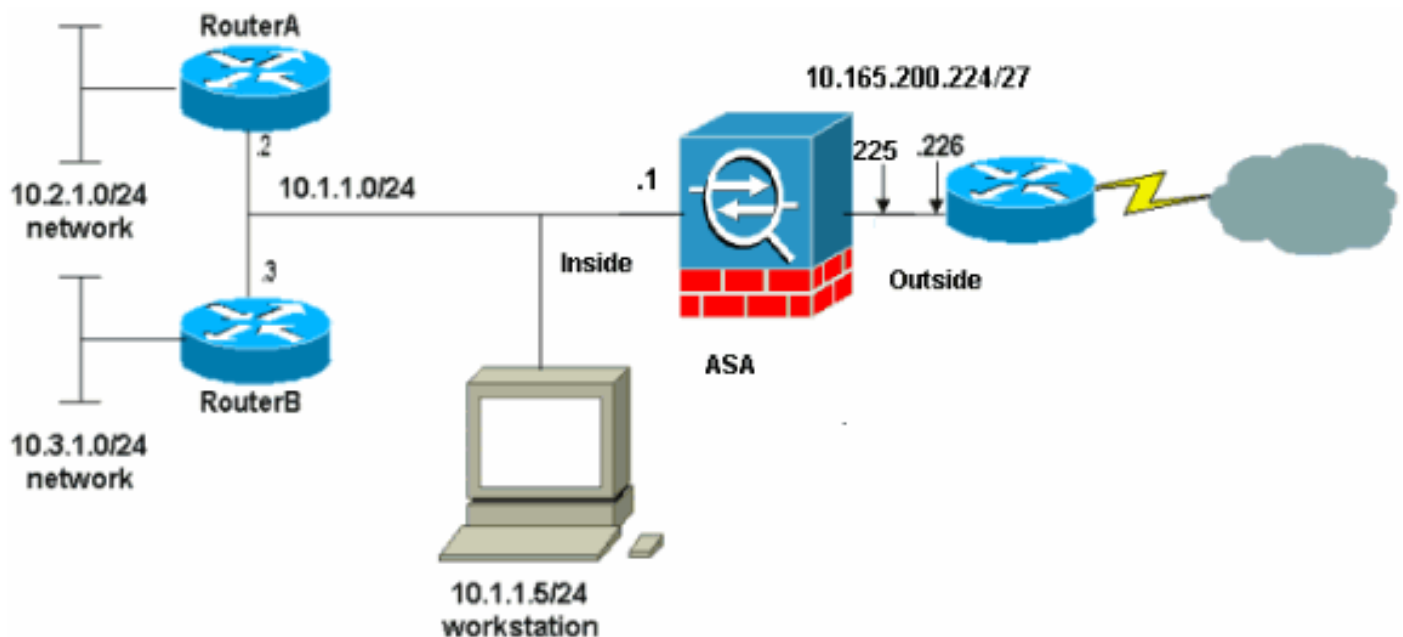 RouterA
10.165.200.224/27
.2
225
.226
10.2.1.0/24
network
10.1.1.0/24
.1
.3
Inside
Outside
ASA
RouterB
10.3.1.0/24
network
10.1.1.5/24
workstation